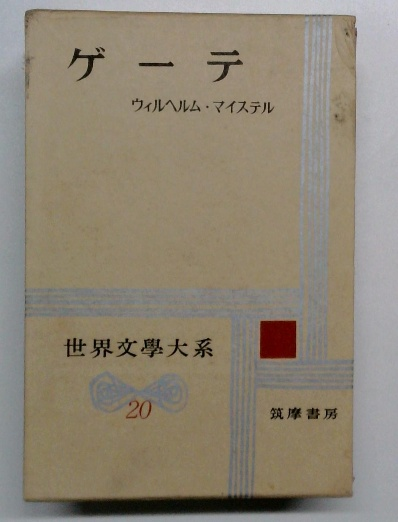 ゲーテ
ウィルヘルム・マイステル
世界文學大系
20
筑摩書房